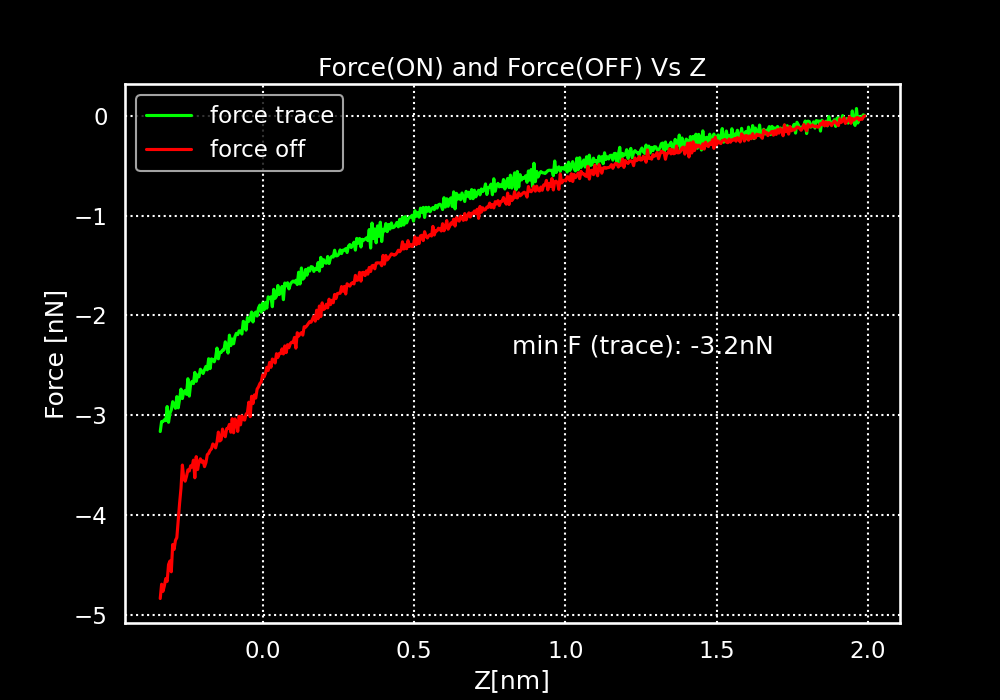 Force(ON) and Force(OFF) Vs Z
force trace
force off
0
−1
−2
−3
−4
−5
Force [nN]
min F (trace): -3.2nN
0.0 0.5 1.0 1.5 2.0
Z[nm]